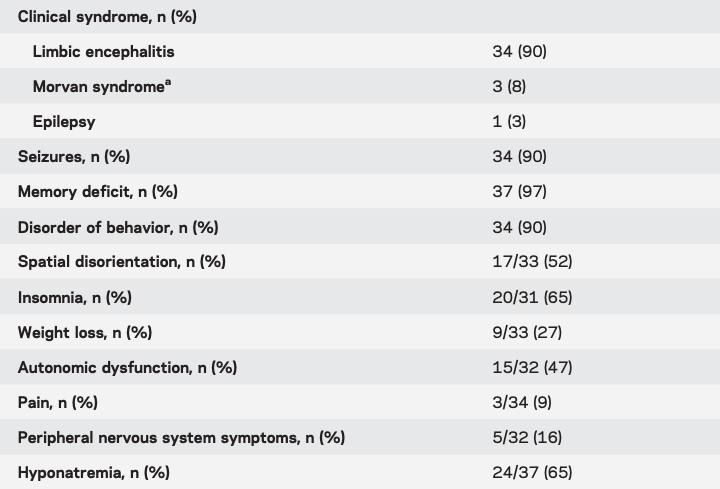 Clinical syndrome, n (%)
Limbic encephalitis 34 (90)
Morvan syndromeᵃ 3 (8)
Epilepsy 1 (3)
Seizures, n (%) 34 (90)
Memory deficit, n (%) 37 (97)
Disorder of behavior, n (%) 34 (90)
Spatial disorientation, n (%) 17/33 (52)
Insomnia, n (%) 20/31 (65)
Weight loss, n (%) 9/33 (27)
Autonomic dysfunction, n (%) 15/32 (47)
Pain, n (%) 3/34 (9)
Peripheral nervous system symptoms, n (%) 5/32 (16)
Hyponatremia, n (%) 24/37 (65)